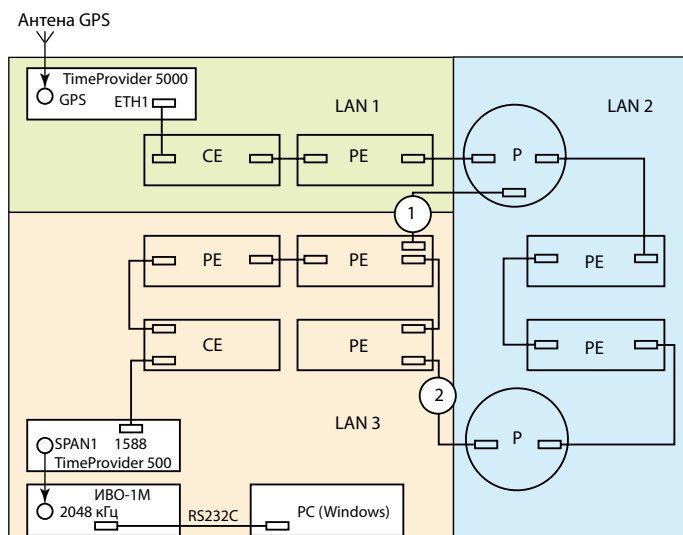 Антена GPS
TimeProvider 5000
GPS
ETH1
LAN 1
LAN 2
CE
PE
P
1
PE
PE
PE
CE
PE
PE
2
LAN 3
P
SPAN1 1588
TimeProvider 500
ИВО-1М
2048 кГц
RS232C
PC (Windows)